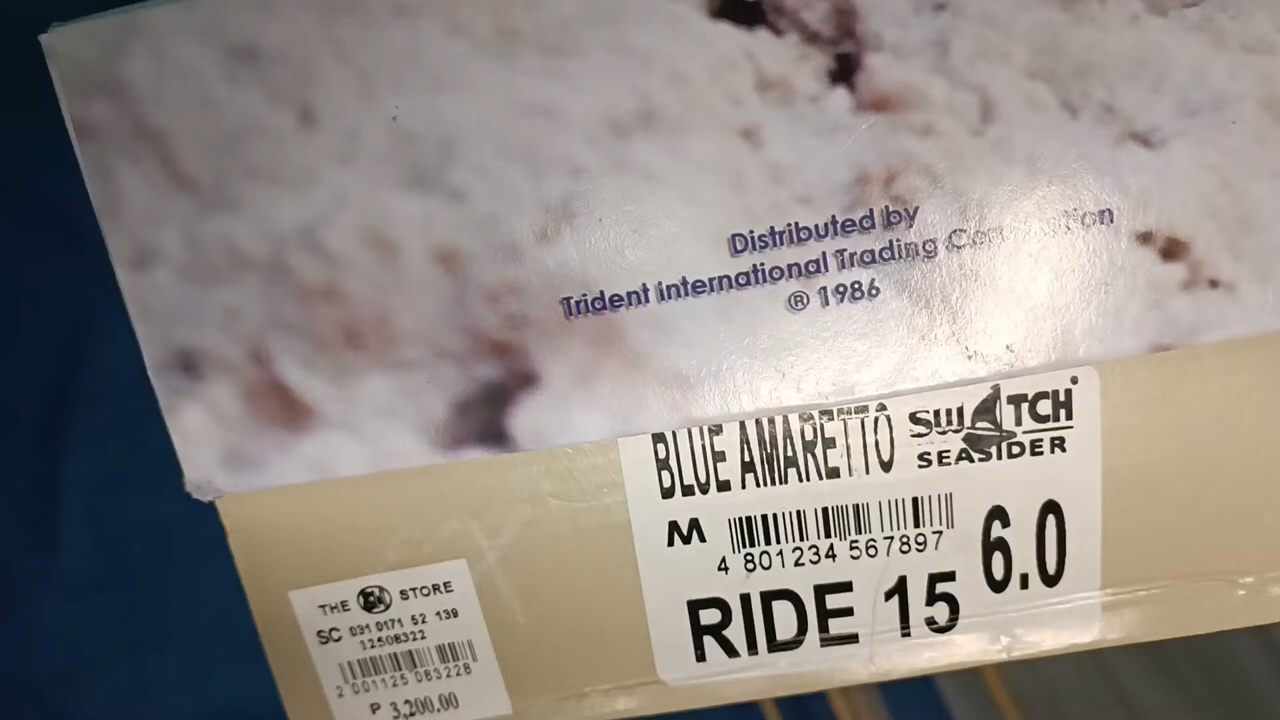 Distributed by
Trident International Trading Corporation
® 1986
BLUE AMARETTO
SWATCH
SEASIDER
M
4 801234 567897
6.0
RIDE 15
THE SM STORE
SC 031 0171 52 139
12508322
2 001125 083228
₱ 3,200.00